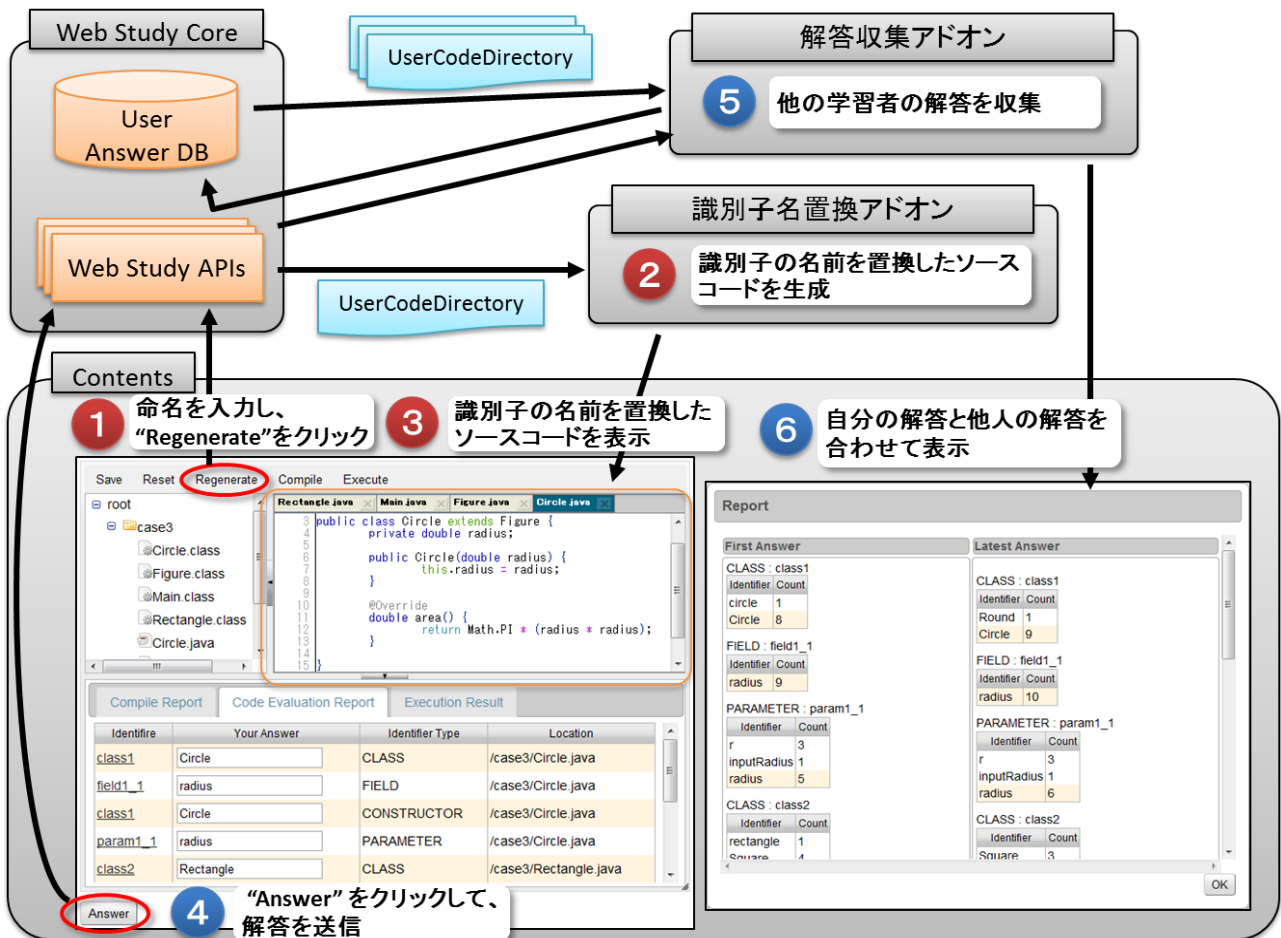 Web Study Core
User
Answer DB
Web Study APIs
UserCodeDirectory
解答収集アドオン
5 他の学習者の解答を収集
識別子名置換アドオン
2 識別子の名前を置換したソース
コードを生成
UserCodeDirectory
Contents
1 命名を入力し、
“Regenerate”をクリック
3 識別子の名前を置換した
ソースコードを表示
6 自分の解答と他人の解答を
合わせて表示
Save Reset Regenerate Compile Execute
root
case3
Circle.class
Figure.class
Main.class
Rectangle.class
Circle.java
Rectangle.java Main.java Figure.java Circle.java
3 public class Circle extends Figure {
4 private double radius;
5
6 public Circle(double radius) {
7 this.radius = radius;
8 }
9
10 @Override
11 double area() {
12 return Math.PI * (radius * radius);
13 }
14
15 }
Compile Report Code Evaluation Report Execution Result
Identifire Your Answer Identifier Type Location
class1 Circle CLASS /case3/Circle.java
field1_1 radius FIELD /case3/Circle.java
class1 Circle CONSTRUCTOR /case3/Circle.java
param1_1 radius PARAMETER /case3/Circle.java
class2 Rectangle CLASS /case3/Rectangle.java
Answer
4 “Answer” をクリックして、
解答を送信
Report
First Answer
CLASS : class1
Identifier Count
circle 1
Circle 8
FIELD : field1_1
Identifier Count
radius 9
PARAMETER : param1_1
Identifier Count
r 3
inputRadius 1
radius 5
CLASS : class2
Identifier Count
rectangle 1
Square 4
Latest Answer
CLASS : class1
Identifier Count
Round 1
Circle 9
FIELD : field1_1
Identifier Count
radius 10
PARAMETER : param1_1
Identifier Count
r 3
inputRadius 1
radius 6
CLASS : class2
Identifier Count
Square 3
OK